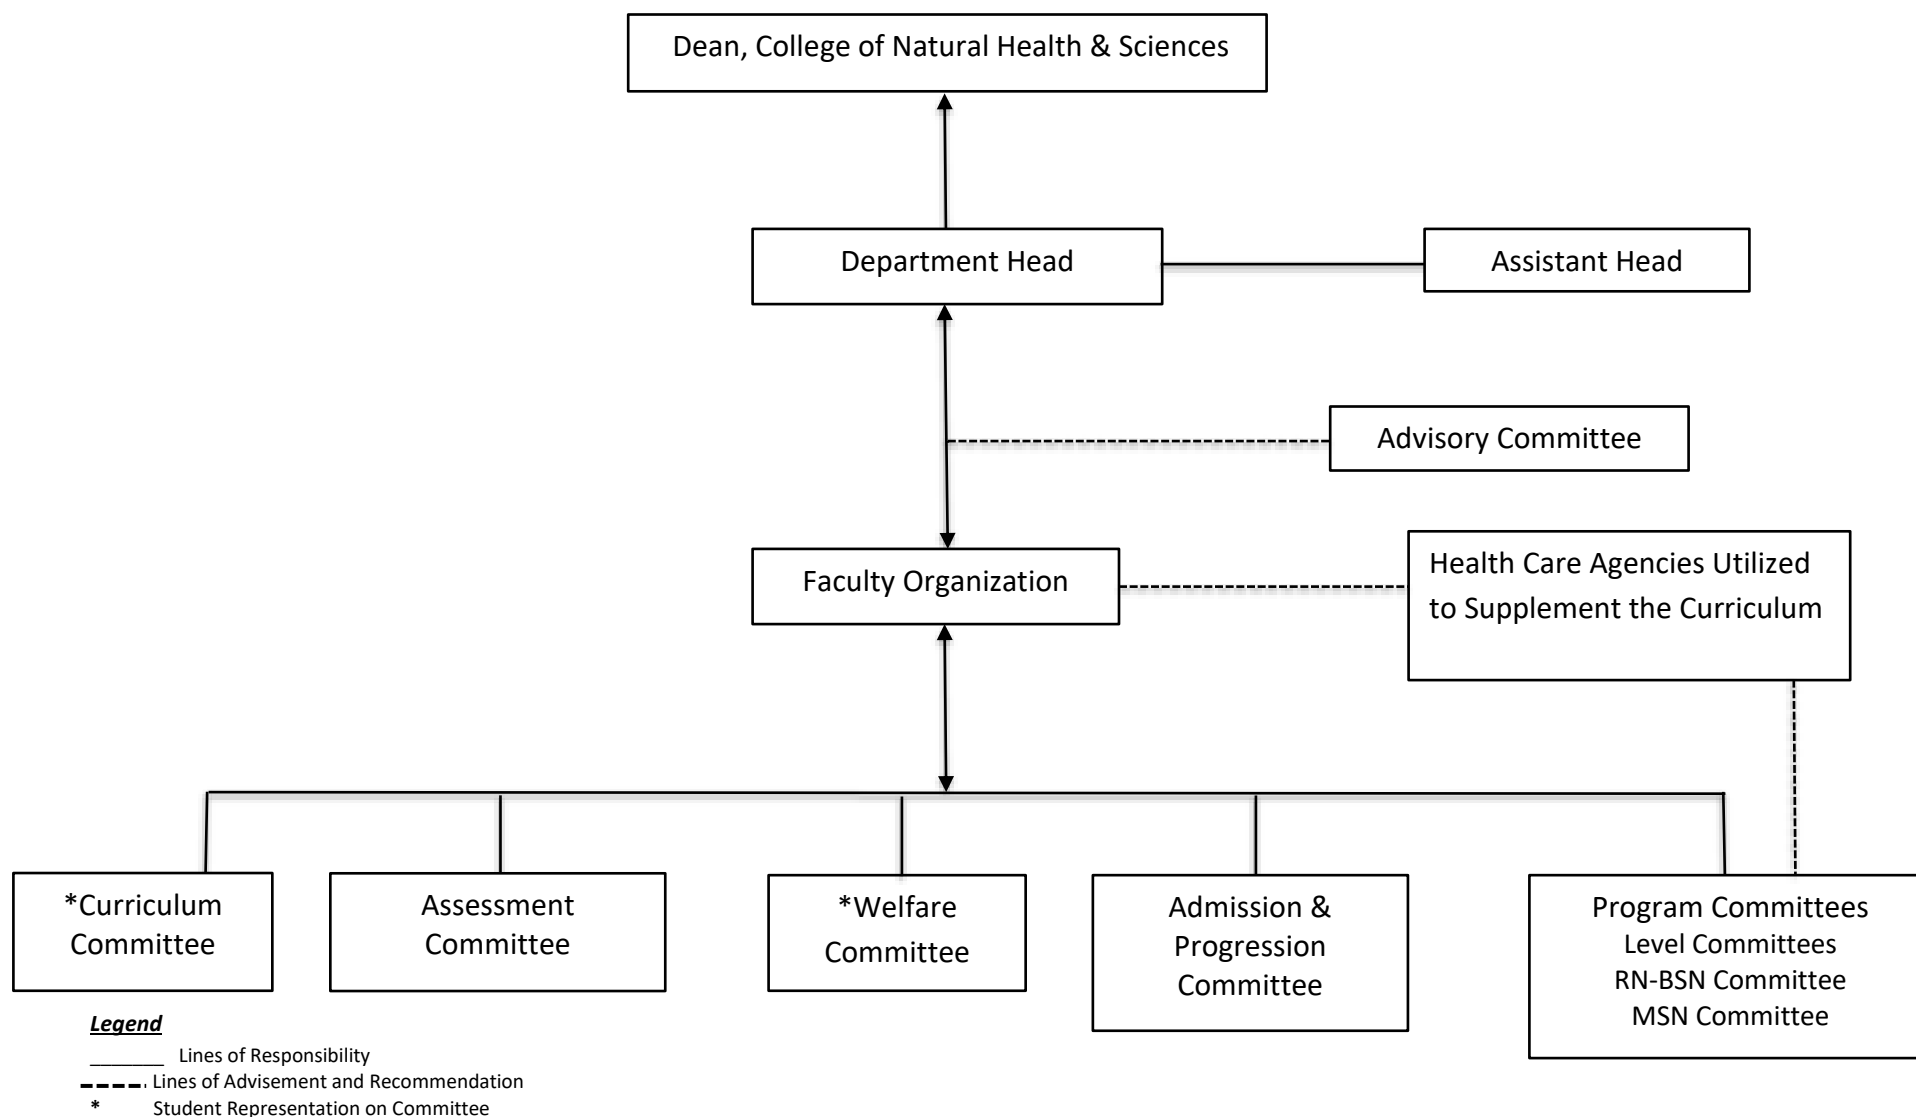 Dean, College of Natural Health & Sciences
Department Head
Assistant Head
Advisory Committee
Faculty Organization
Health Care Agencies Utilized
to Supplement the Curriculum
*Curriculum
Committee
Assessment
Committee
*Welfare
Committee
Admission &
Progression
Committee
Program Committees
Level Committees
RN-BSN Committee
MSN Committee
Legend
_______ Lines of Responsibility
Lines of Advisement and Recommendation
* Student Representation on Committee